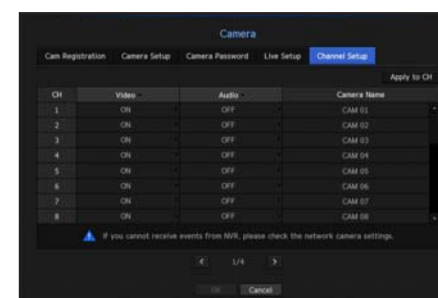 Camera
Cam Registration Camera Setup Camera Password Live Setup Channel Setup
Apply to CH
CH Video Audio Camera Name
1 ON OFF CAM 01
2 ON OFF CAM 02
3 ON OFF CAM 03
4 ON OFF CAM 04
5 ON OFF CAM 05
6 ON OFF CAM 06
7 ON OFF CAM 07
8 ON OFF CAM 08
If you cannot receive events from NVR, please check the network camera settings.
< 1/4 >
OK Cancel